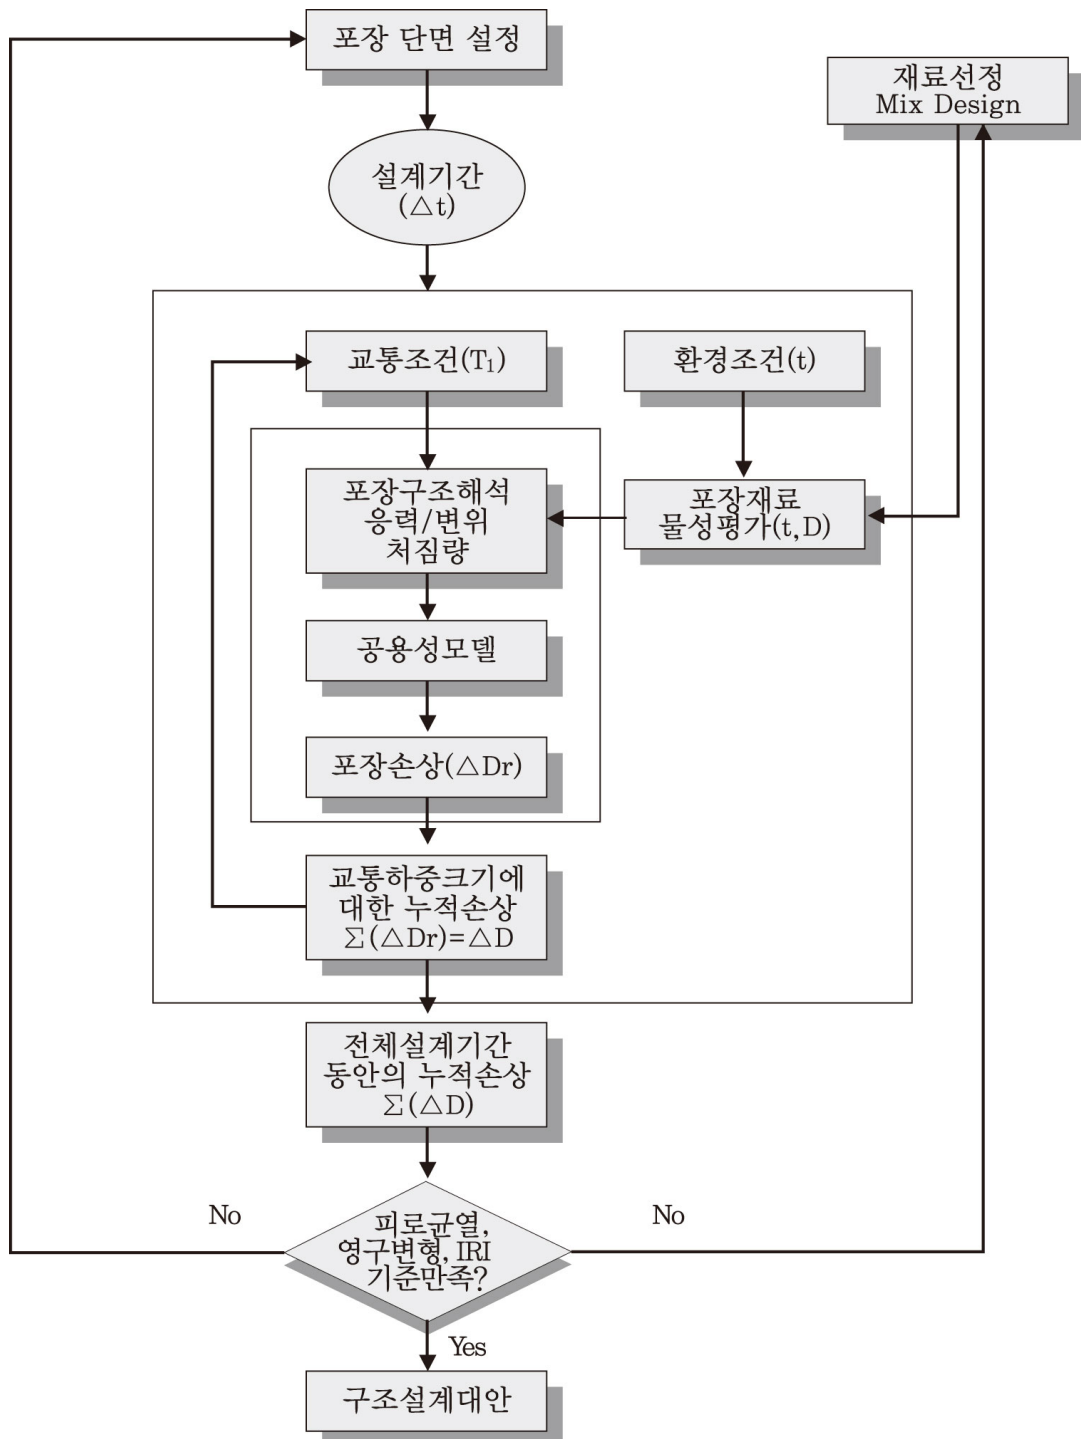 포장 단면 설정
재료선정
Mix Design
설계기간
(△t)
교통조건(T₁)
환경조건(t)
포장구조해석
응력/변위
처짐량
포장재료
물성평가(t,D)
공용성모델
포장손상(△Dr)
교통하중크기에
대한 누적손상
∑(△Dr)=△D
전체설계기간
동안의 누적손상
∑(△D)
No
피로균열,
영구변형, IRI
기준만족?
No
Yes
구조설계대안